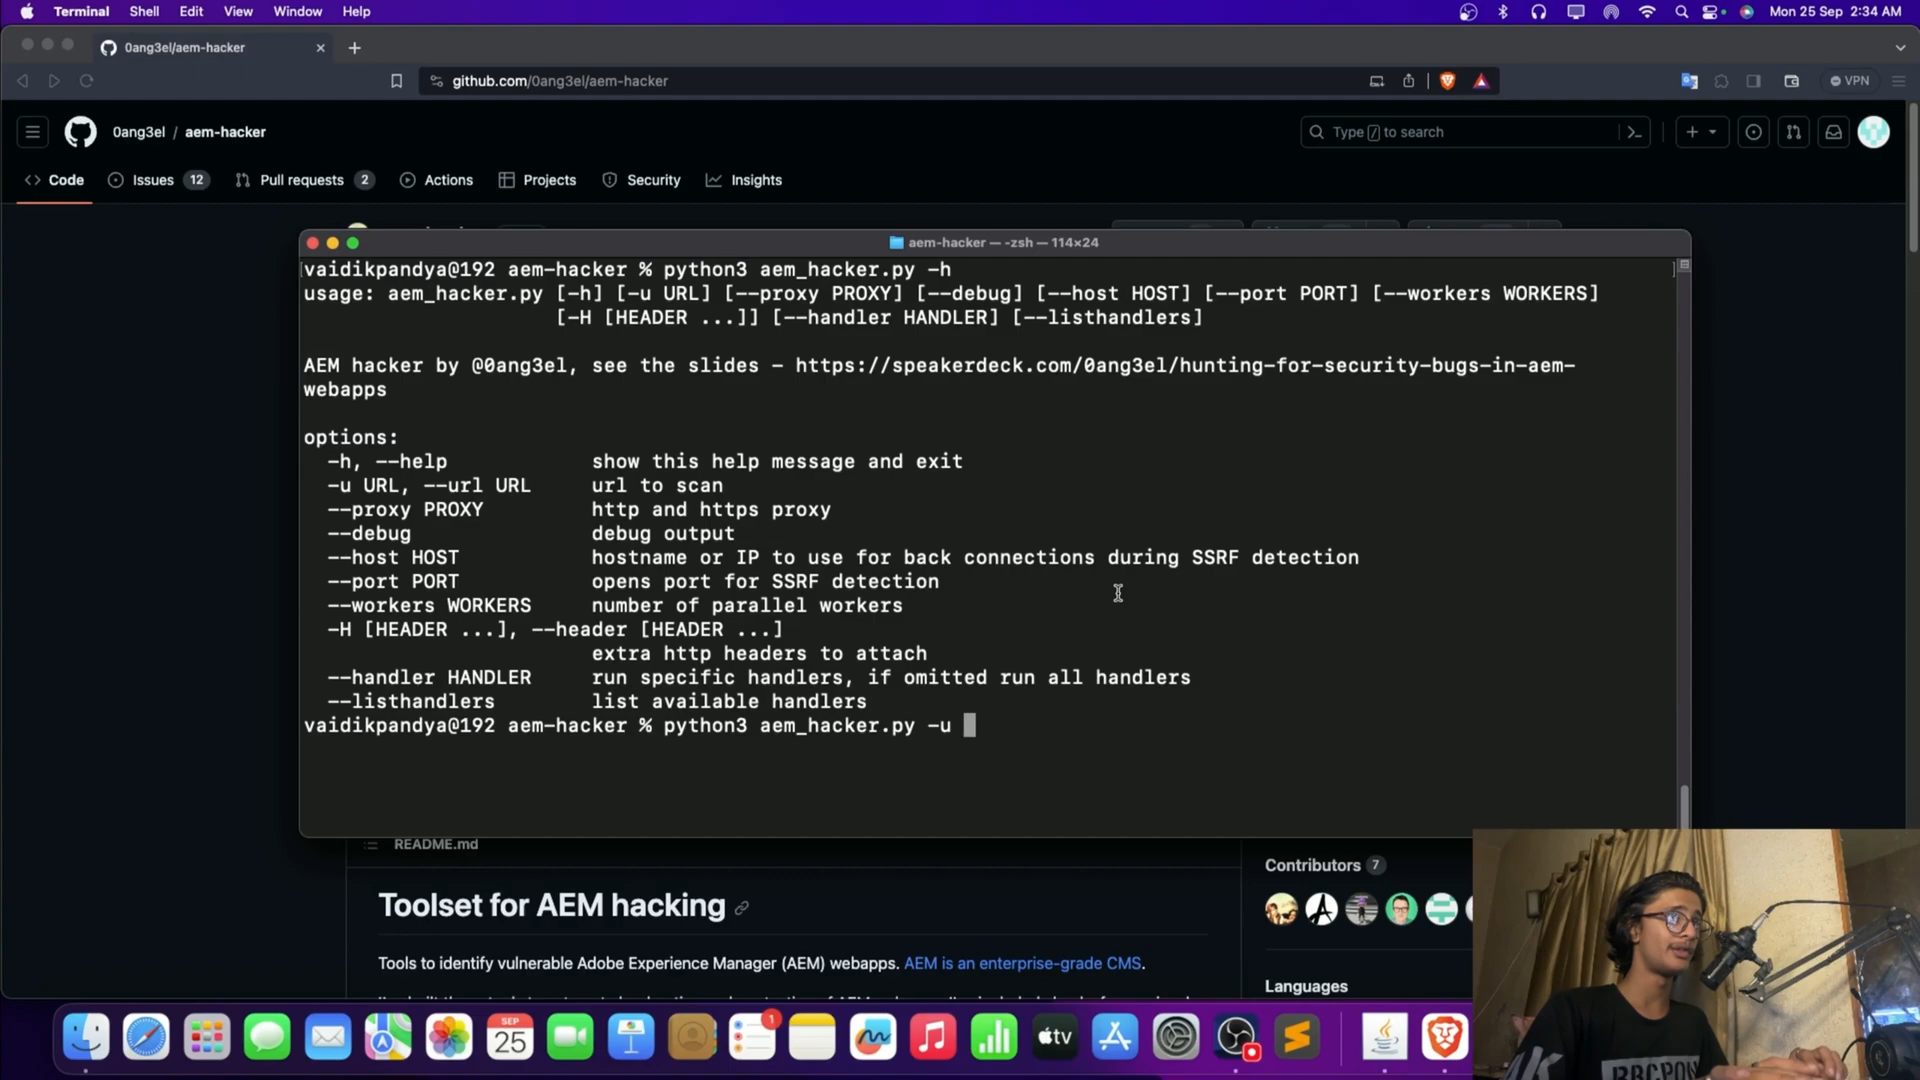 Terminal Shell Edit View Window Help
Mon 25 Sep 2:34 AM
0ang3el/aem-hacker
github.com/0ang3el/aem-hacker
VPN
0ang3el / aem-hacker
Type / to search
Code Issues 12 Pull requests 2 Actions Projects Security Insights
aem-hacker — -zsh — 114×24
vaidikpandya@192 aem-hacker % python3 aem_hacker.py -h
usage: aem_hacker.py [-h] [-u URL] [--proxy PROXY] [--debug] [--host HOST] [--port PORT] [--workers WORKERS]
[-H [HEADER ...]] [--handler HANDLER] [--listhandlers]
AEM hacker by @0ang3el, see the slides - https://speakerdeck.com/0ang3el/hunting-for-security-bugs-in-aem-
webapps
options:
-h, --help show this help message and exit
-u URL, --url URL url to scan
--proxy PROXY http and https proxy
--debug debug output
--host HOST hostname or IP to use for back connections during SSRF detection
--port PORT opens port for SSRF detection
--workers WORKERS number of parallel workers
-H [HEADER ...], --header [HEADER ...]
extra http headers to attach
--handler HANDLER run specific handlers, if omitted run all handlers
--listhandlers list available handlers
vaidikpandya@192 aem-hacker % python3 aem_hacker.py -u
README.md
Toolset for AEM hacking
Tools to identify vulnerable Adobe Experience Manager (AEM) webapps. AEM is an enterprise-grade CMS.
Contributors 7
Languages
SEP
25
1
tv